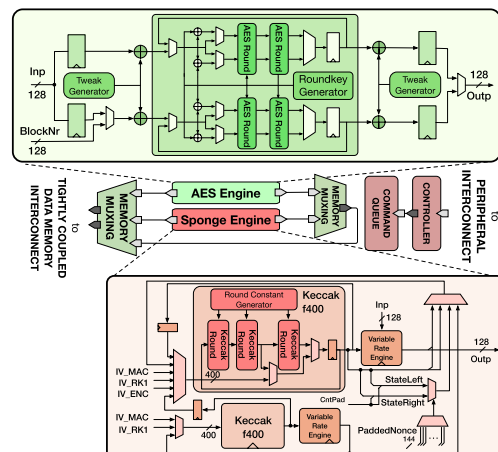 Inp
128
Tweak
Generator
BlockNr
128
AES
Round
AES
Round
Roundkey
Generator
AES
Round
AES
Round
Tweak
Generator
128
Outp
to
TIGHTLY COUPLED
DATA MEMORY
INTERCONNECT
MEMORY
MUXING
AES Engine
Sponge Engine
MEMORY
MUXING
COMMAND
QUEUE
CONTROLLER
to
PERIPHERAL
INTERCONNECT
Round Constant
Generator
Keccak
f400
Keccak
Round
Keccak
Round
Keccak
Round
400
IV_MAC
IV_RK1
IV_ENC
Inp
128
Variable
Rate
Engine
128
Outp
StateLeft
CntPad
StateRight
IV_MAC
IV_RK1
400
Keccak
f400
Variable
Rate
Engine
PaddedNonce
144
...